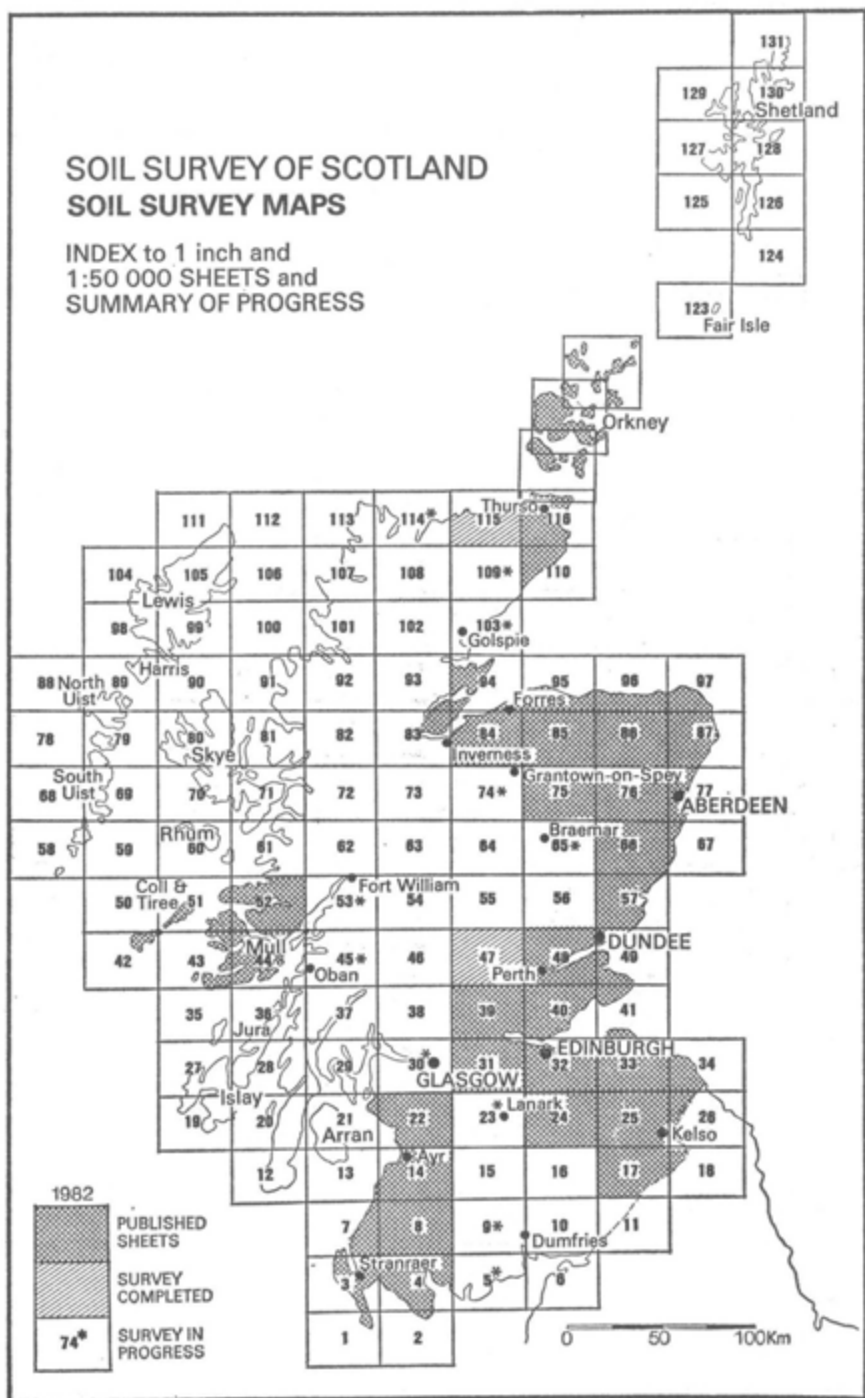 131
129 130
Shetland
127 128
125 126
124
123
Fair Isle
SOIL SURVEY OF SCOTLAND
SOIL SURVEY MAPS
INDEX to 1 inch and
1:50 000 SHEETS and
SUMMARY OF PROGRESS
Orkney
Thurso
111 112 113 114* 115 116
104 105 106 107 108 109* 110
Lewis
98 99 100 101 102 103*
Golspie
Harris
88 89 90 91 92 93 94 95 96 97
North
Uist
Forres
78 79 80 81 82 83 84 85 86 87
Skye
Inverness
Grantown-on-Spey
South
Uist
68 69 70 71 72 73 74* 75 76 77
ABERDEEN
Rhum
Braemar
58 59 60 61 62 63 64 65* 66 67
Coll &
Tiree
Fort William
50 51 52 53* 54 55 56 57
Mull
DUNDEE
42 43 44* 45* 46 47 48 49
Oban
Perth
35 36 37 38 39 40 41
Jura
EDINBURGH
27 28 29 30* 31 32 33 34
GLASGOW
Islay
Lanark
19 20 21 22 23* 24 25 26
Arran
Kelso
Ayr
12 13 14 15 16 17 18
7 8 9* 10 11
Dumfries
Stranraer
3 4 5* 6
1 2
1982
PUBLISHED
SHEETS
SURVEY
COMPLETED
74* SURVEY IN
PROGRESS
0 50 100Km